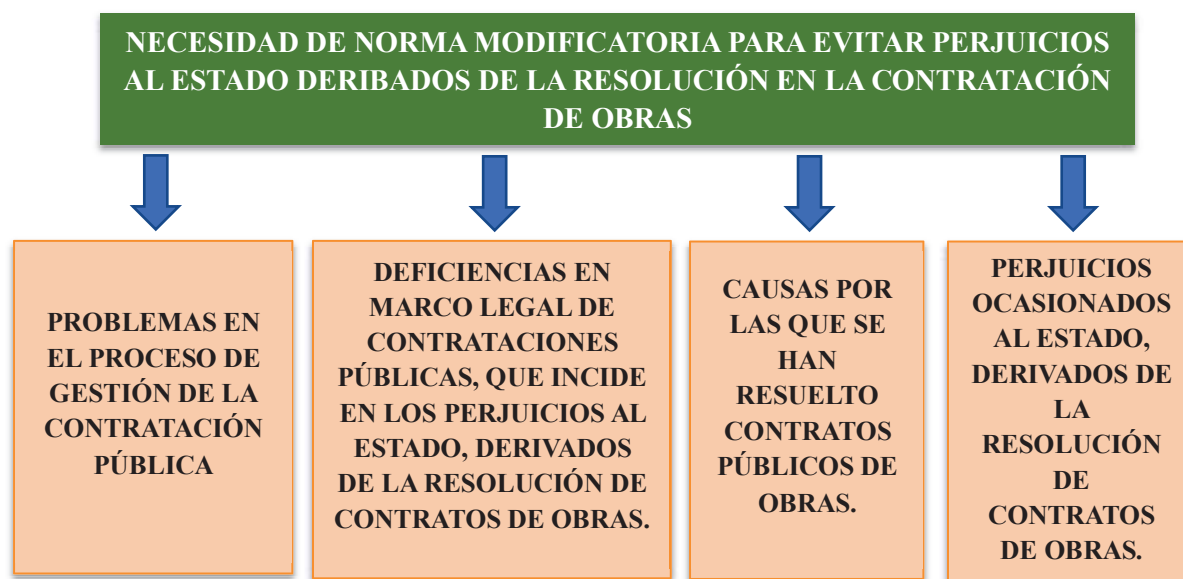 NECESIDAD DE NORMA MODIFICATORIA PARA EVITAR PERJUICIOS
AL ESTADO DERIBADOS DE LA RESOLUCIÓN EN LA CONTRATACIÓN
DE OBRAS
PROBLEMAS EN
EL PROCESO DE
GESTIÓN DE LA
CONTRATACIÓN
PÚBLICA
DEFICIENCIAS EN
MARCO LEGAL DE
CONTRATACIONES
PÚBLICAS, QUE INCIDE
EN LOS PERJUICIOS AL
ESTADO, DERIVADOS
DE LA RESOLUCIÓN DE
CONTRATOS DE OBRAS.
CAUSAS POR
LAS QUE SE
HAN
RESUELTO
CONTRATOS
PÚBLICOS DE
OBRAS.
PERJUICIOS
OCASIONADOS
AL ESTADO,
DERIVADOS DE
LA
RESOLUCIÓN
DE
CONTRATOS
DE OBRAS.